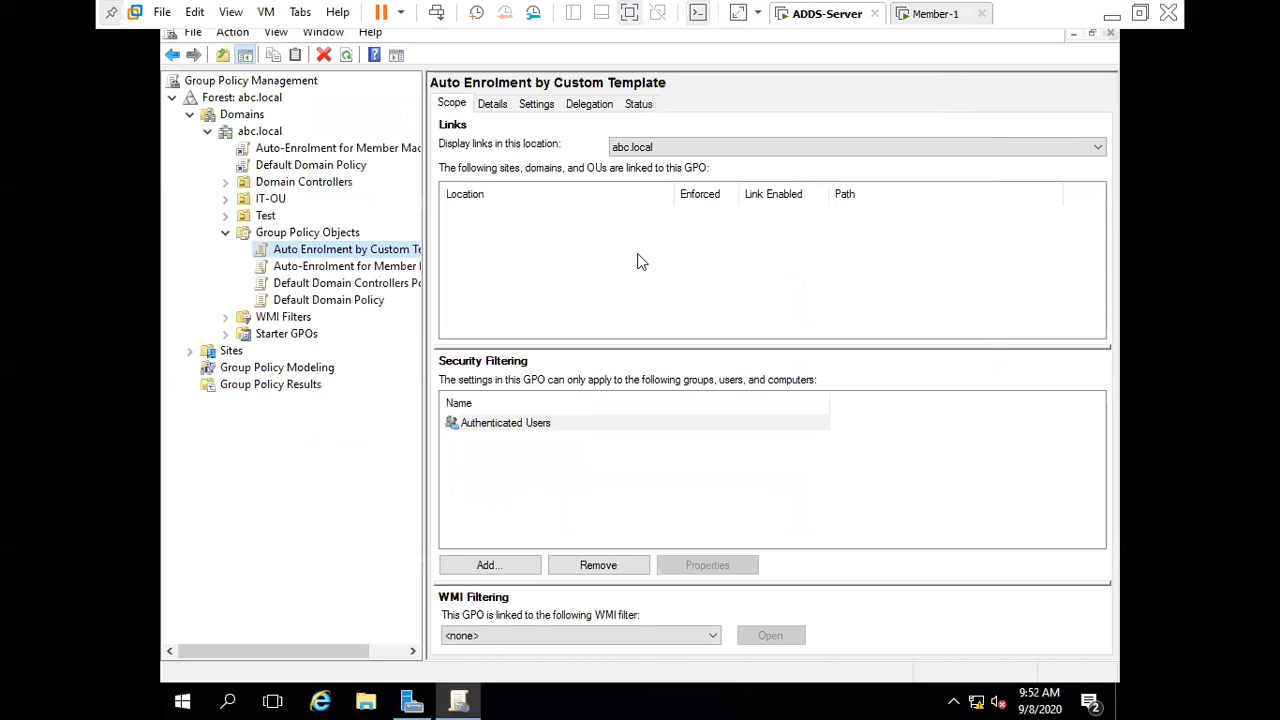 File Edit View VM Tabs Help ADDS-Server Member-1
File Action View Window Help
Group Policy Management
Forest: abc.local
Domains
abc.local
Auto-Enrolment for Member Mac
Default Domain Policy
Domain Controllers
IT-OU
Test
Group Policy Objects
Auto Enrolment by Custom Te
Auto-Enrolment for Member
Default Domain Controllers Po
Default Domain Policy
WMI Filters
Starter GPOs
Sites
Group Policy Modeling
Group Policy Results
Auto Enrolment by Custom Template
Scope Details Settings Delegation Status
Links
Display links in this location: abc.local
The following sites, domains, and OUs are linked to this GPO:
Location Enforced Link Enabled Path
Security Filtering
The settings in this GPO can only apply to the following groups, users, and computers:
Name
Authenticated Users
Add... Remove Properties
WMI Filtering
This GPO is linked to the following WMI filter:
<none> Open
9:52 AM
9/8/2020
2